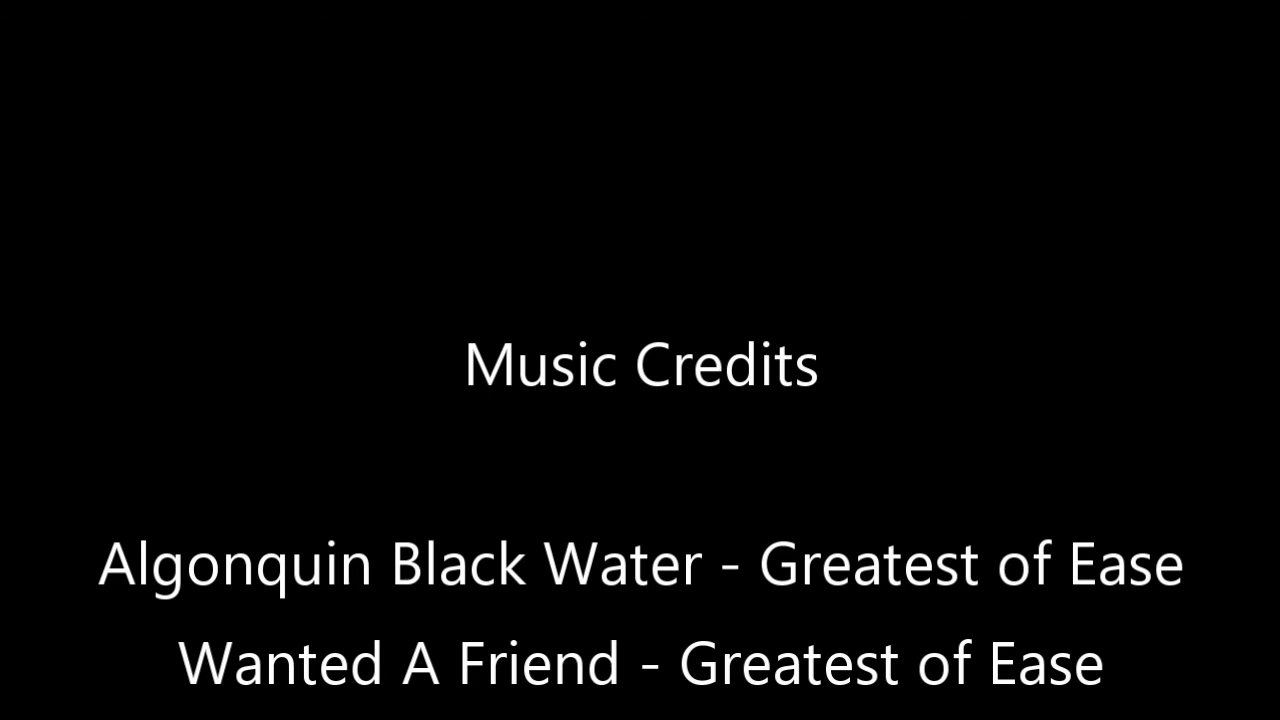 Music Credits
Algonquin Black Water - Greatest of Ease
Wanted A Friend - Greatest of Ease